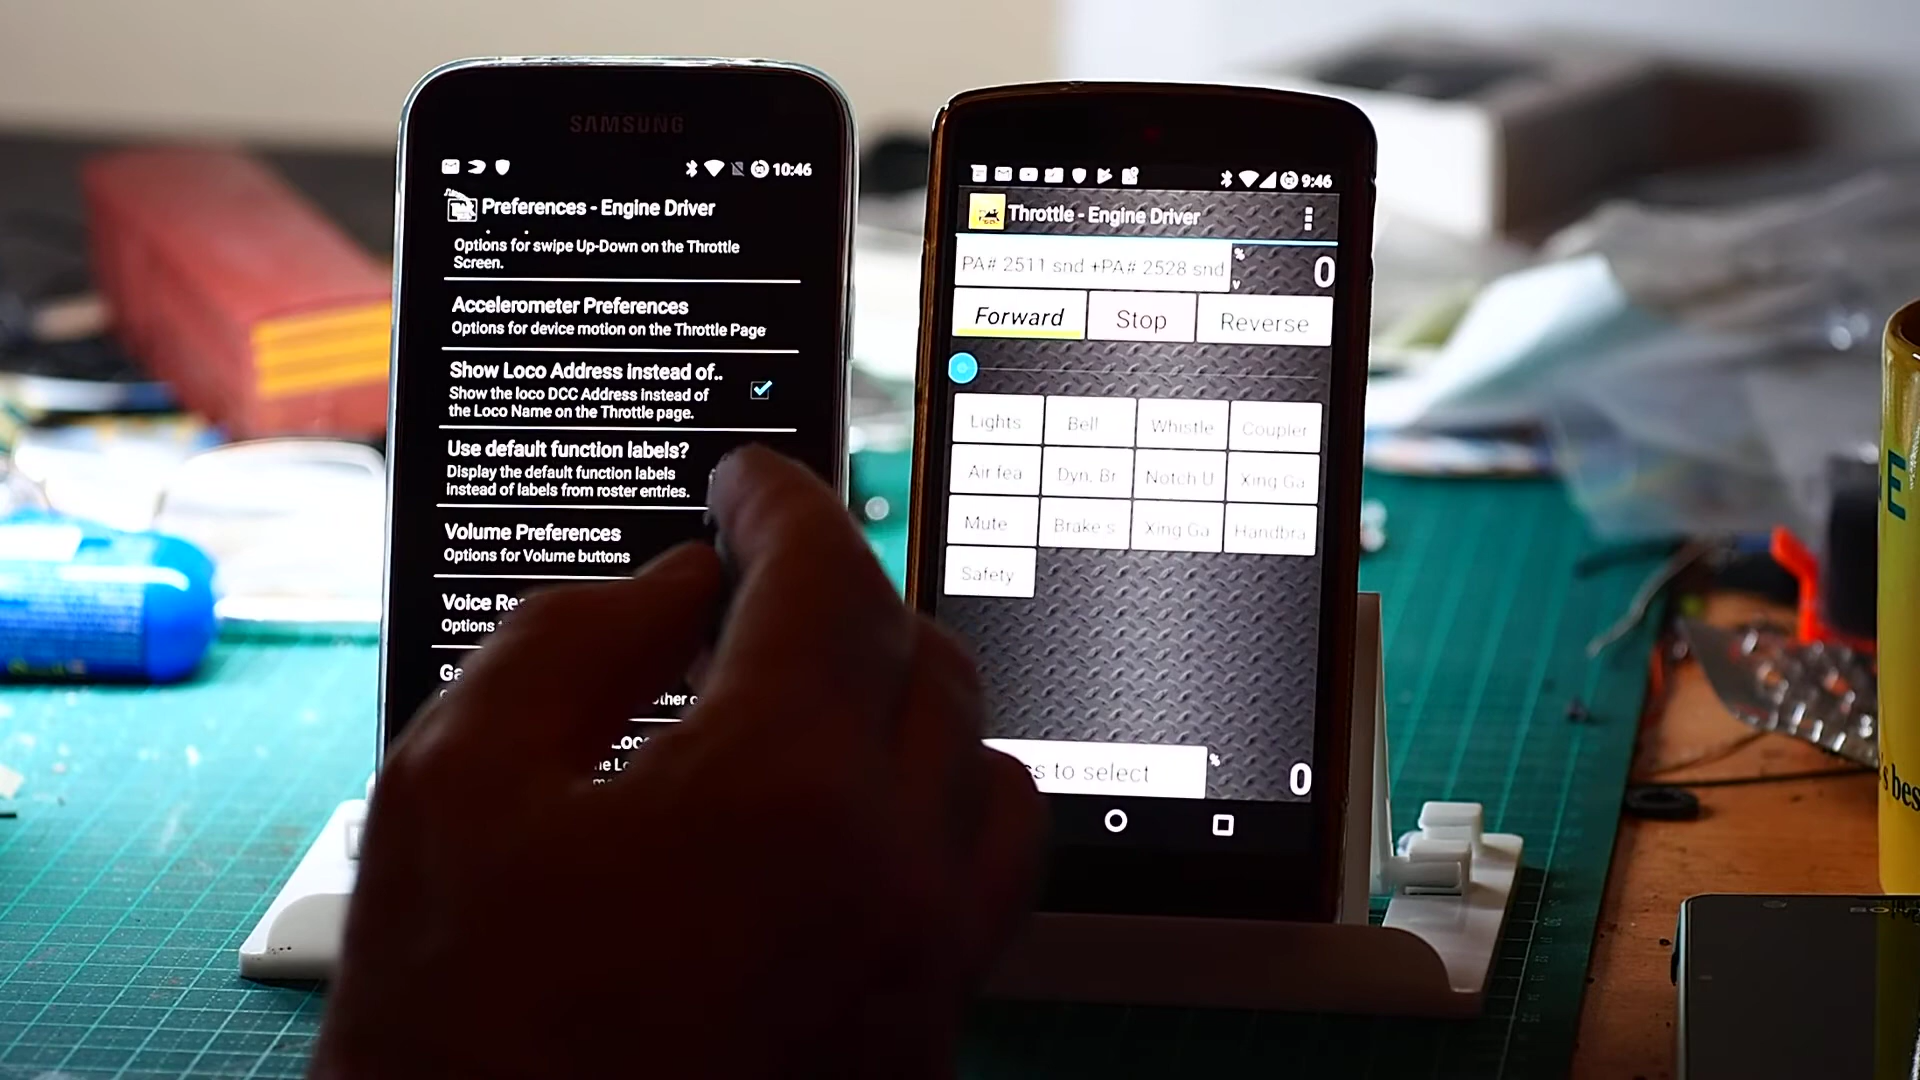 SAMSUNG
10:46
Preferences - Engine Driver
Options for swipe Up-Down on the Throttle
Screen.
Accelerometer Preferences
Options for device motion on the Throttle Page
Show Loco Address instead of..
Show the loco DCC Address instead of
the Loco Name on the Throttle page.
Use default function labels?
Display the default function labels
instead of labels from roster entries.
Volume Preferences
Options for Volume buttons
Voice
Options
9:46
Throttle - Engine Driver
PA# 2511 snd +PA# 2528 snd
%
v
0
Forward
Stop
Reverse
Lights
Bell
Whistle
Coupler
Air fea
Dyn. Br
Notch U
Xing Ga
Mute
Brake s
Xing Ga
Handbra
Safety
to select
%
0
E
's bes